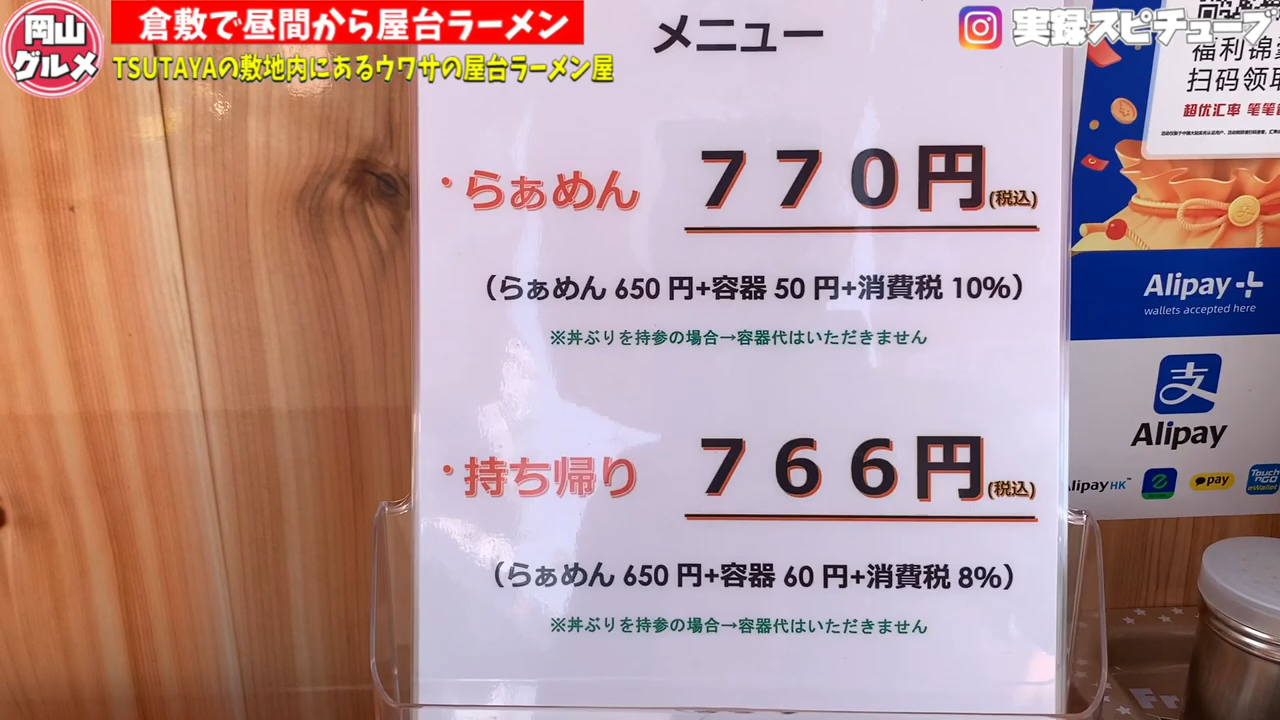 岡山
グルメ
倉敷で昼間から屋台ラーメン
TSUTAYAの敷地内にあるウワサの屋台ラーメン屋
実録スピチューブ
メニュー
・らぁめん 770円(税込)
（らぁめん 650 円+容器 50 円+消費税 10%）
※丼ぶりを持参の場合→容器代はいただきません
・持ち帰り 766円(税込)
（らぁめん 650 円+容器 60 円+消費税 8%）
※丼ぶりを持参の場合→容器代はいただきません
福利锦
扫码领取
超优汇率 笔笔
Alipay+
wallets accepted here
支
Alipay
AlipayHK
pay
Touch
'nGO
eWallet